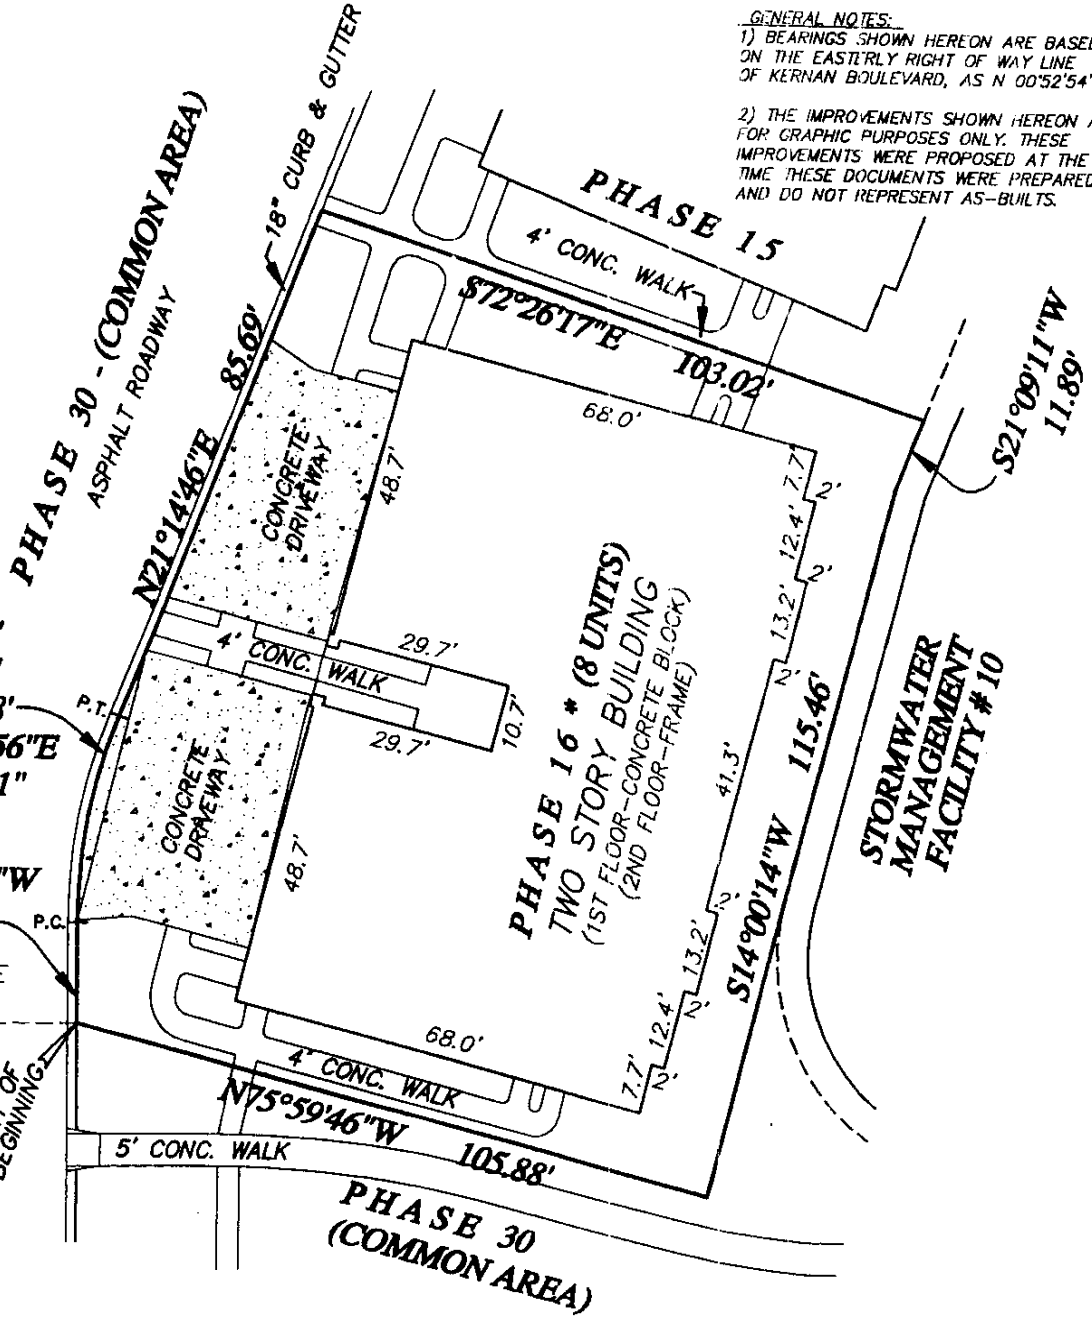 GENERAL NOTES:
1) BEARINGS SHOWN HEREON ARE BASED
ON THE EASTERLY RIGHT OF WAY LINE
OF KERNAN BOULEVARD, AS N 00°52'54"
2) THE IMPROVEMENTS SHOWN HEREON
FOR GRAPHIC PURPOSES ONLY. THESE
IMPROVEMENTS WERE PROPOSED AT THE
TIME THESE DOCUMENTS WERE PREPARED
AND DO NOT REPRESENT AS-BUILTS.
18" CURB & GUTTER
PHASE 30 - (COMMON AREA)
ASPHALT ROADWAY
PHASE 15
4' CONC. WALK
S72°26'17"E
103.02'
S21°09'11"W
11.89'
85.69'
N21°14'46"E
68.0'
48.7'
CONCRETE
DRIVEWAY
7.7'
2'
12.4'
2'
13.2'
2'
4' CONC. WALK
29.7'
29.7'
10.7'
PHASE 16 * (8 UNITS)
TWO STORY BUILDING
(1ST FLOOR-CONCRETE BLOCK)
(2ND FLOOR-FRAME)
41.3'
115.46'
S14°00'14"W
STORMWATER
MANAGEMENT
FACILITY #10
P.T.
56"E
1"
"W
P.C.
CONCRETE
DRIVEWAY
48.7'
2'
13.2'
2'
12.4'
2'
7.7'
68.0'
4' CONC. WALK
N75°59'46"W
105.88'
OF
BEGINNING
5' CONC. WALK
PHASE 30
(COMMON AREA)